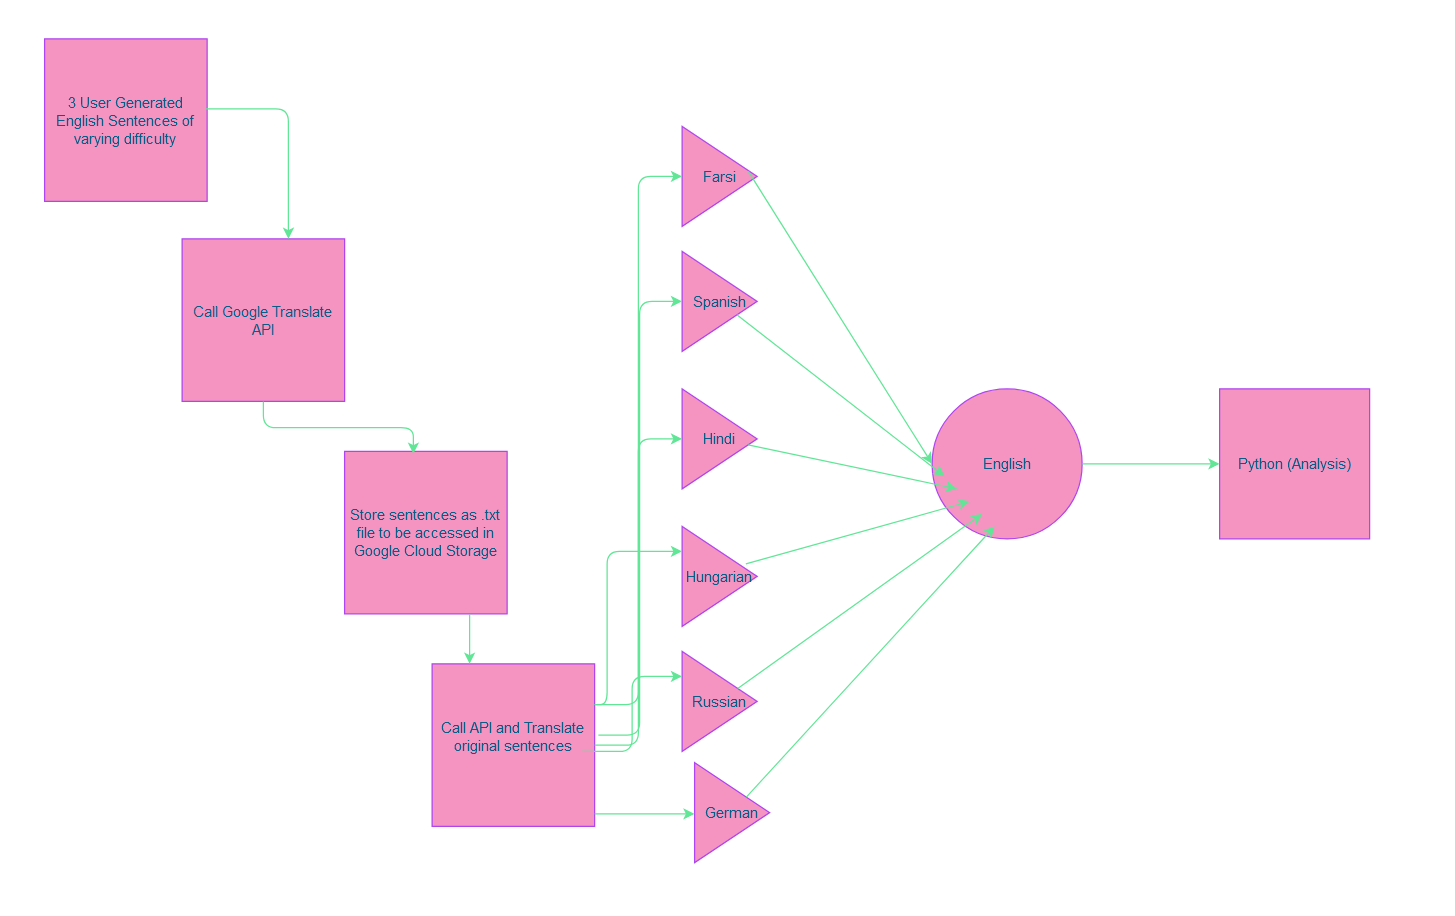 3 User Generated
English Sentences of
varying difficulty
Call Google Translate
API
Store sentences as .txt
file to be accessed in
Google Cloud Storage
Call API and Translate
original sentences
Farsi
Spanish
Hindi
Hungarian
Russian
German
English
Python (Analysis)